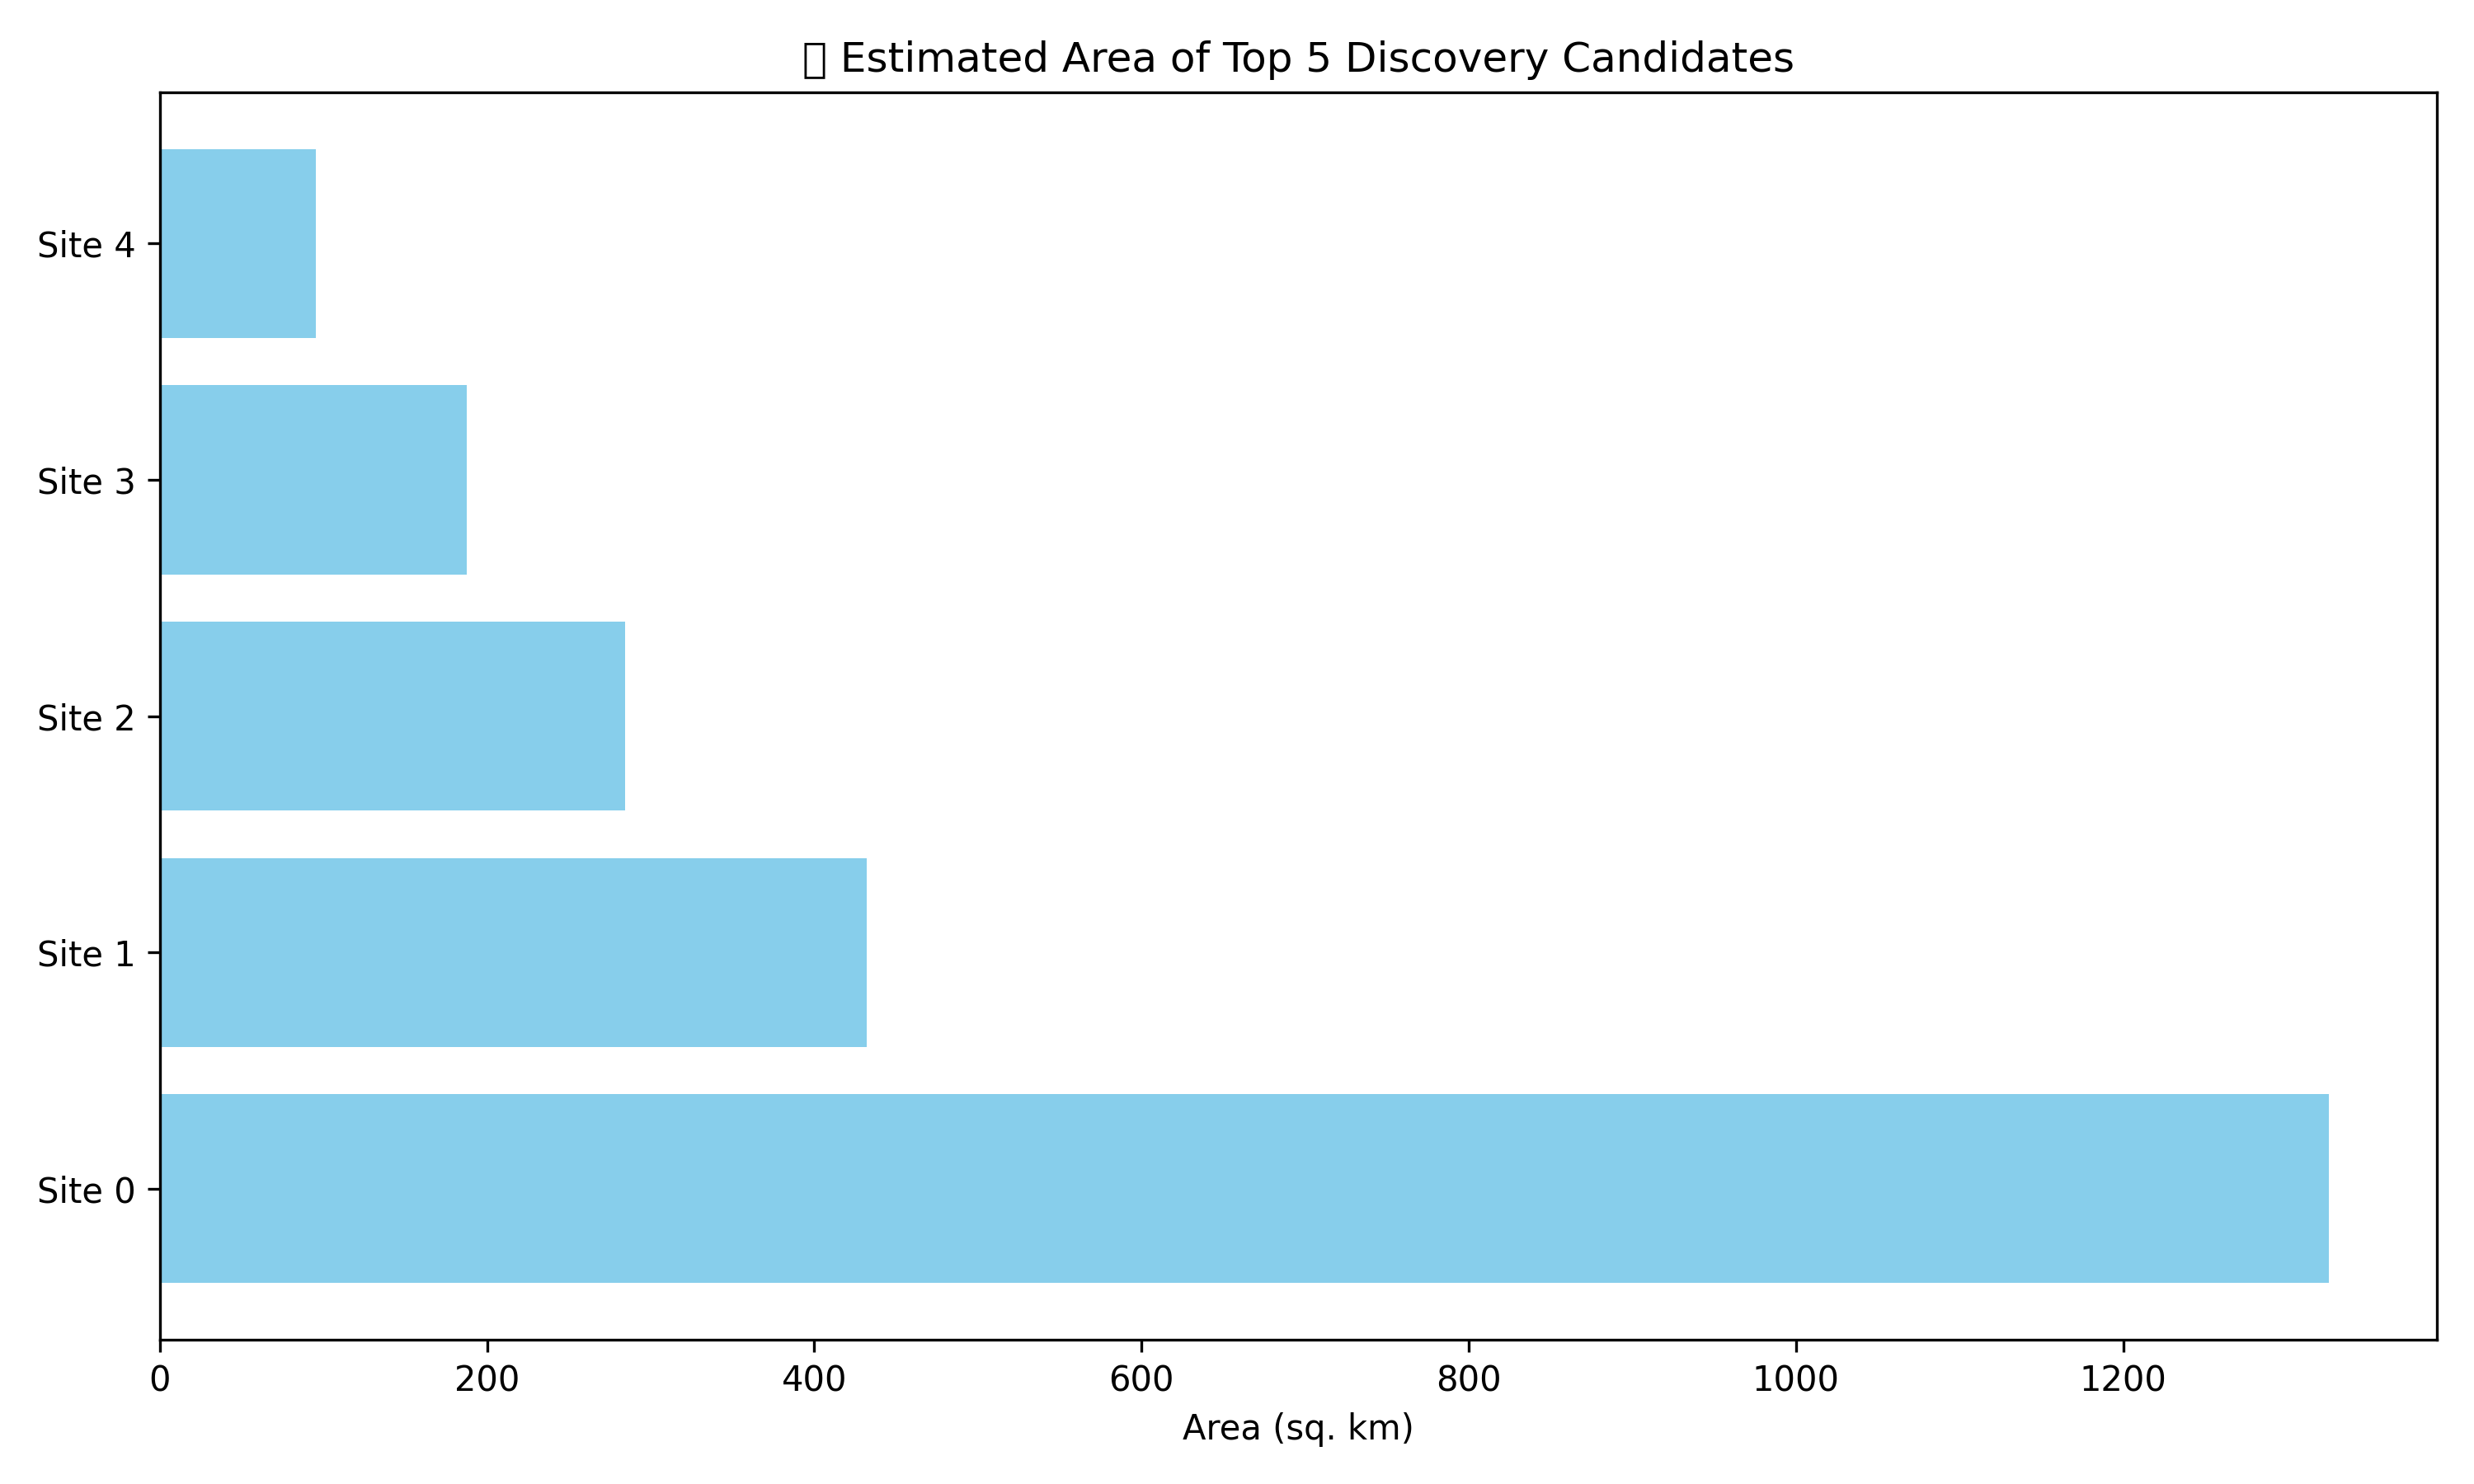 ▯ Estimated Area of Top 5 Discovery Candidates
Site 4
Site 3
Site 2
Site 1
Site 0
0 200 400 600 800 1000 1200
Area (sq. km)